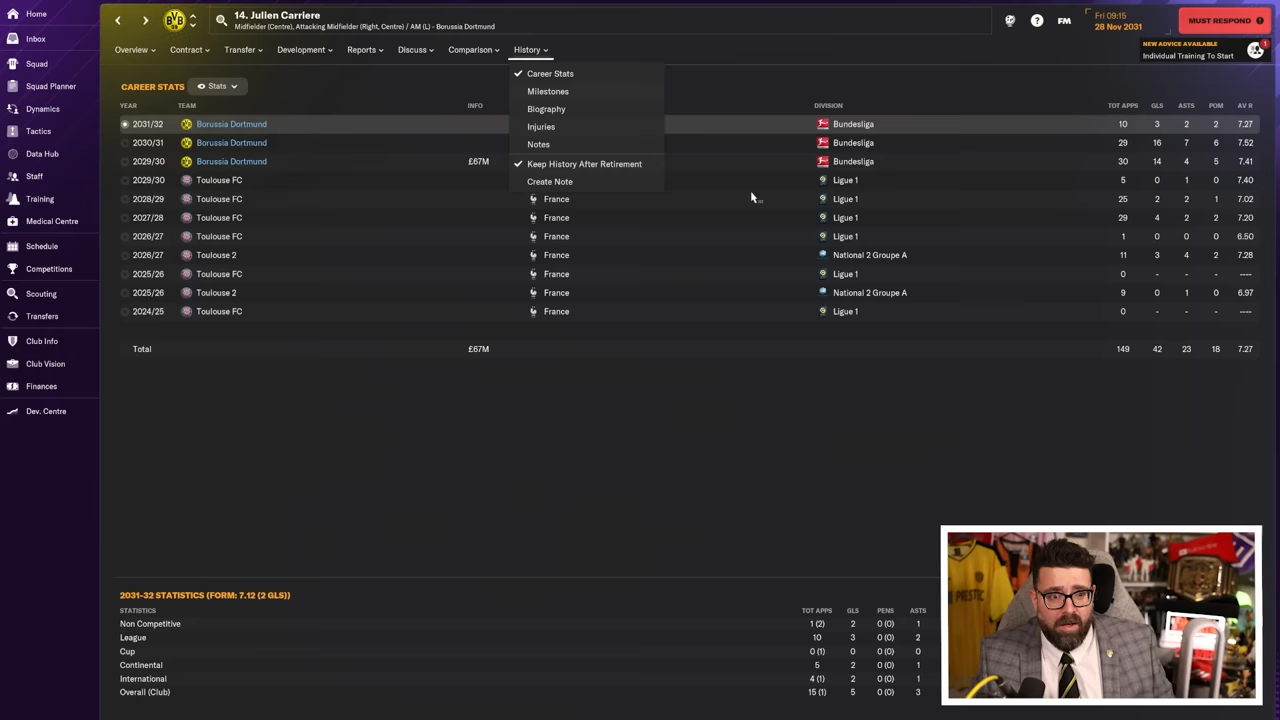 Home
Inbox
Squad
Squad Planner
Dynamics
Tactics
Data Hub
Staff
Training
Medical Centre
Schedule
Competitions
Scouting
Transfers
Club Info
Club Vision
Finances
Dev. Centre
14. Julien Carriere
Midfielder (Centre), Attacking Midfielder (Right, Centre) / AM (L) - Borussia Dortmund
FM
Fri 09:15
28 Nov 2031
MUST RESPOND
NEW ADVICE AVAILABLE
Individual Training To Start
1
Overview Contract Transfer Development Reports Discuss Comparison History
Career Stats
Milestones
Biography
Injuries
Notes
Keep History After Retirement
Create Note
CAREER STATS Stats
YEAR TEAM INFO DIVISION TOT APPS GLS ASTS POM AV R
2031/32 Borussia Dortmund Bundesliga 10 3 2 2 7.27
2030/31 Borussia Dortmund Bundesliga 29 16 7 6 7.52
2029/30 Borussia Dortmund £67M Bundesliga 30 14 4 5 7.41
2029/30 Toulouse FC Ligue 1 5 0 1 0 7.40
2028/29 Toulouse FC France Ligue 1 25 2 2 1 7.02
2027/28 Toulouse FC France Ligue 1 29 4 2 2 7.20
2026/27 Toulouse FC France Ligue 1 1 0 0 0 6.50
2026/27 Toulouse 2 France National 2 Groupe A 11 3 4 2 7.28
2025/26 Toulouse FC France Ligue 1 0 - - - ----
2025/26 Toulouse 2 France National 2 Groupe A 9 0 1 0 6.97
2024/25 Toulouse FC France Ligue 1 0 - - - ----
Total £67M 149 42 23 18 7.27
2031-32 STATISTICS (FORM: 7.12 (2 GLS))
STATISTICS TOT APPS GLS PENS ASTS
Non Competitive 1 (2) 2 0 (0) 1
League 10 3 0 (0) 2
Cup 0 (1) 0 0 (0) 0
Continental 5 2 0 (0) 1
International 4 (1) 2 0 (0) 1
Overall (Club) 15 (1) 5 0 (0) 3